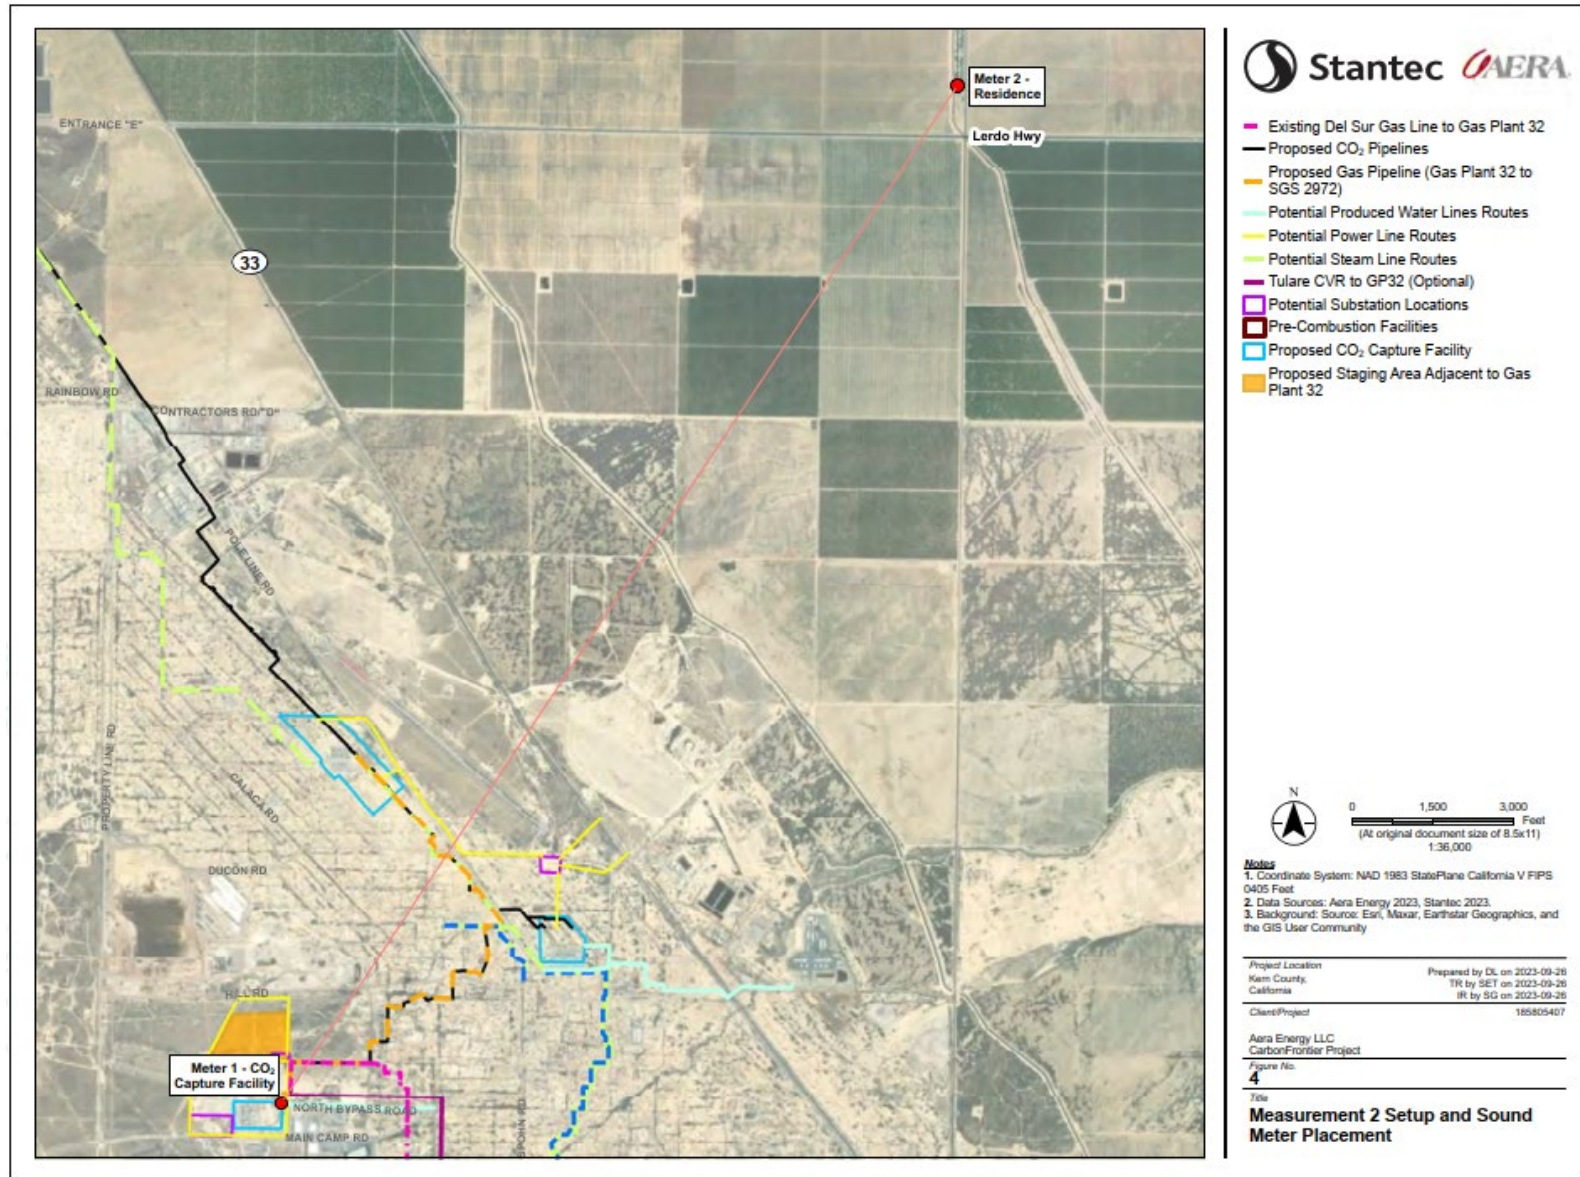 Meter 2 -
Residence
ENTRANCE "E"
Lerdo Hwy
33
RAINBOW RD
CONTRACTORS RD/"D"
POLE LINE RD
PROPERTY LINE RD
CALACA RD
DUCON RD
HILL RD
Meter 1 - CO₂
Capture Facility
NORTH BYPASS ROAD
MAIN CAMP RD
SPOHN RD
Stantec AERA
Existing Del Sur Gas Line to Gas Plant 32
Proposed CO₂ Pipelines
Proposed Gas Pipeline (Gas Plant 32 to
SGS 2972)
Potential Produced Water Lines Routes
Potential Power Line Routes
Potential Steam Line Routes
Tulare CVR to GP32 (Optional)
Potential Substation Locations
Pre-Combustion Facilities
Proposed CO₂ Capture Facility
Proposed Staging Area Adjacent to Gas
Plant 32
N
0 1,500 3,000
Feet
(At original document size of 8.5x11)
1:36,000
Notes
1. Coordinate System: NAD 1983 StatePlane California V FIPS
0405 Feet
2. Data Sources: Aera Energy 2023, Stantec 2023.
3. Background: Source: Esri, Maxar, Earthstar Geographics, and
the GIS User Community
Project Location
Kern County,
California
Prepared by DL on 2023-09-26
TR by SET on 2023-09-26
IR by SG on 2023-09-26
Client/Project 185805407
Aera Energy LLC
CarbonFrontier Project
Figure No.
4
Title
Measurement 2 Setup and Sound
Meter Placement